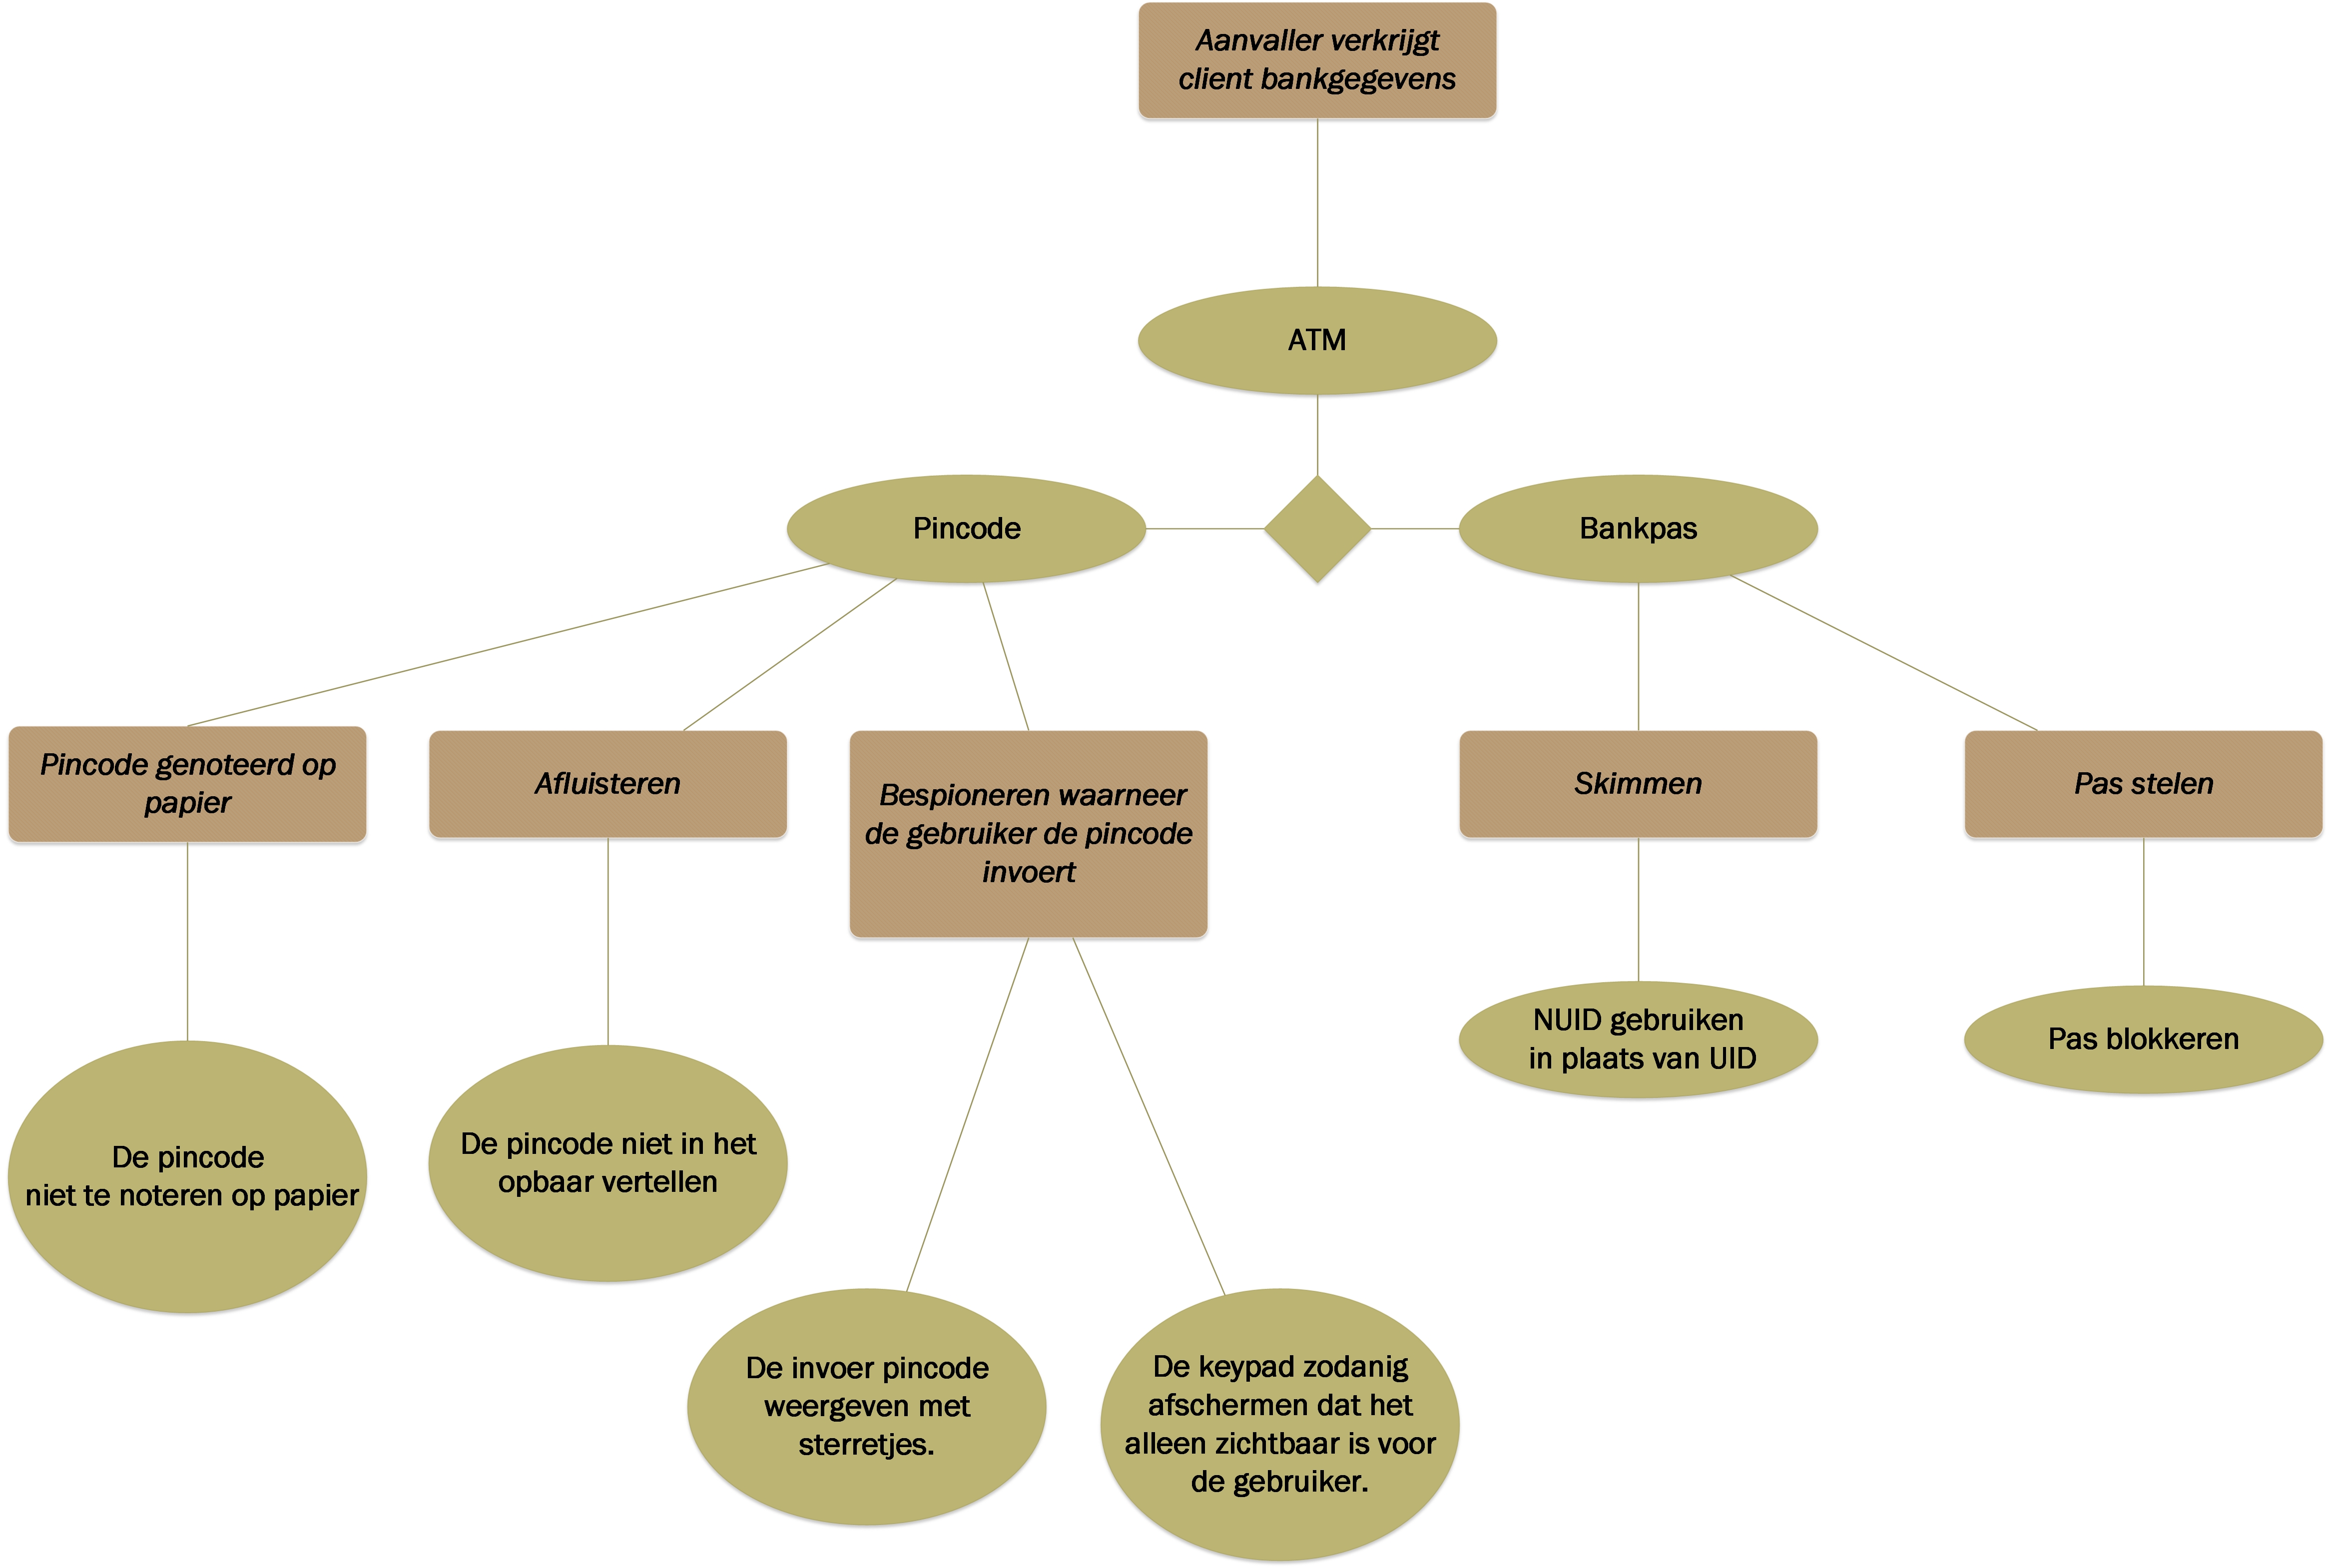 Aanvaller verkrijgt
client bankgegevens
ATM
Pincode
Bankpas
Pincode genoteerd op
papier
Afluisteren
Bespioneren waarneer
de gebruiker de pincode
invoert
Skimmen
Pas stelen
NUID gebruiken
in plaats van UID
Pas blokkeren
De pincode
niet te noteren op papier
De pincode niet in het
opbaar vertellen
De invoer pincode
weergeven met
sterretjes.
De keypad zodanig
afschermen dat het
alleen zichtbaar is voor
de gebruiker.